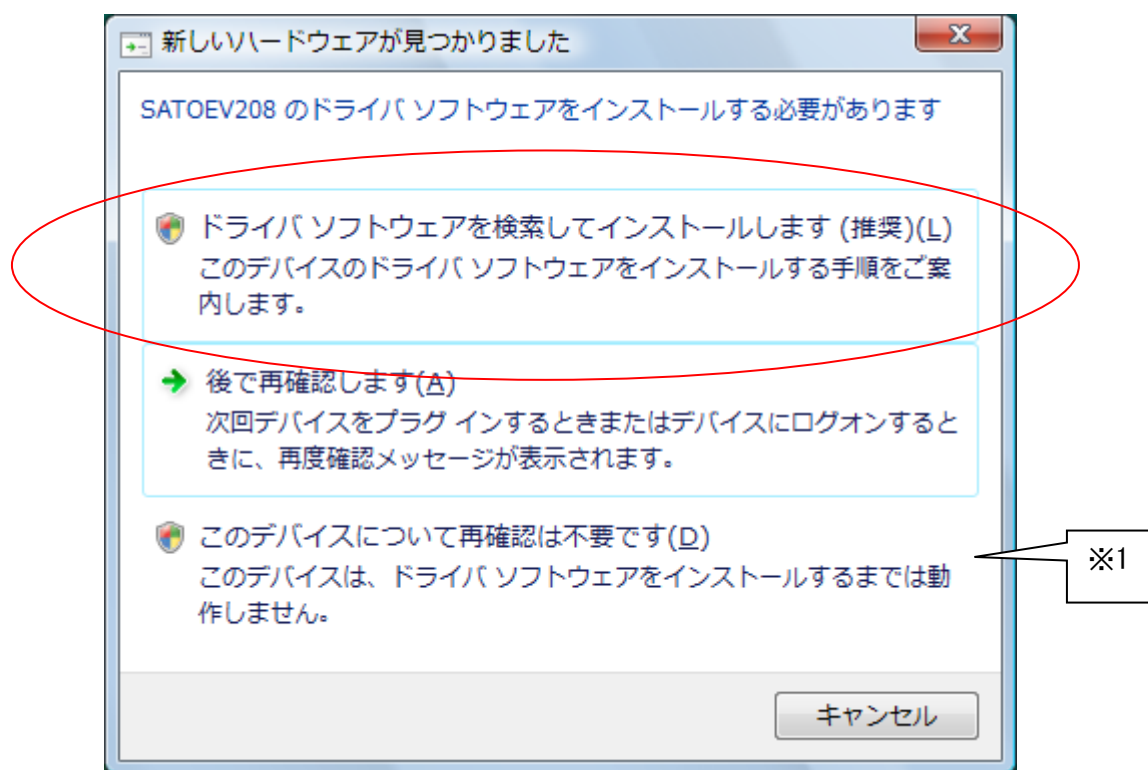 新しいハードウェアが見つかりました
SATOEV208 のドライバ ソフトウェアをインストールする必要があります
ドライバ ソフトウェアを検索してインストールします (推奨)(L)
このデバイスのドライバ ソフトウェアをインストールする手順をご案
内します。
後で再確認します(A)
次回デバイスをプラグ インするときまたはデバイスにログオンすると
きに、再度確認メッセージが表示されます。
このデバイスについて再確認は不要です(D)
このデバイスは、ドライバ ソフトウェアをインストールするまでは動
作しません。
※1
キャンセル